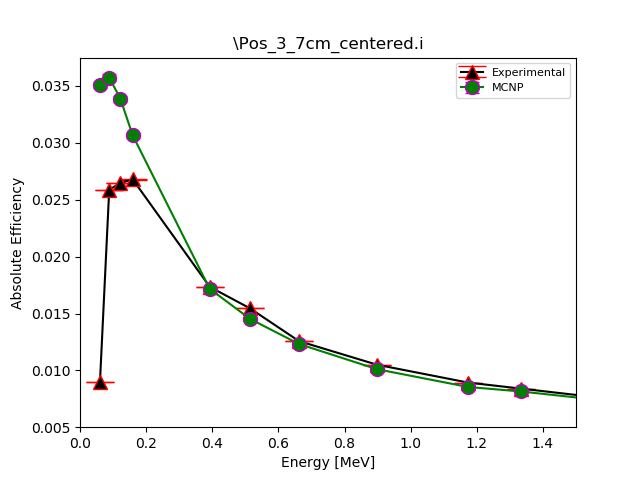 \Pos_3_7cm_centered.i
Experimental
MCNP
Absolute Efficiency
0.035
0.030
0.025
0.020
0.015
0.010
0.005
0.0 0.2 0.4 0.6 0.8 1.0 1.2 1.4
Energy [MeV]